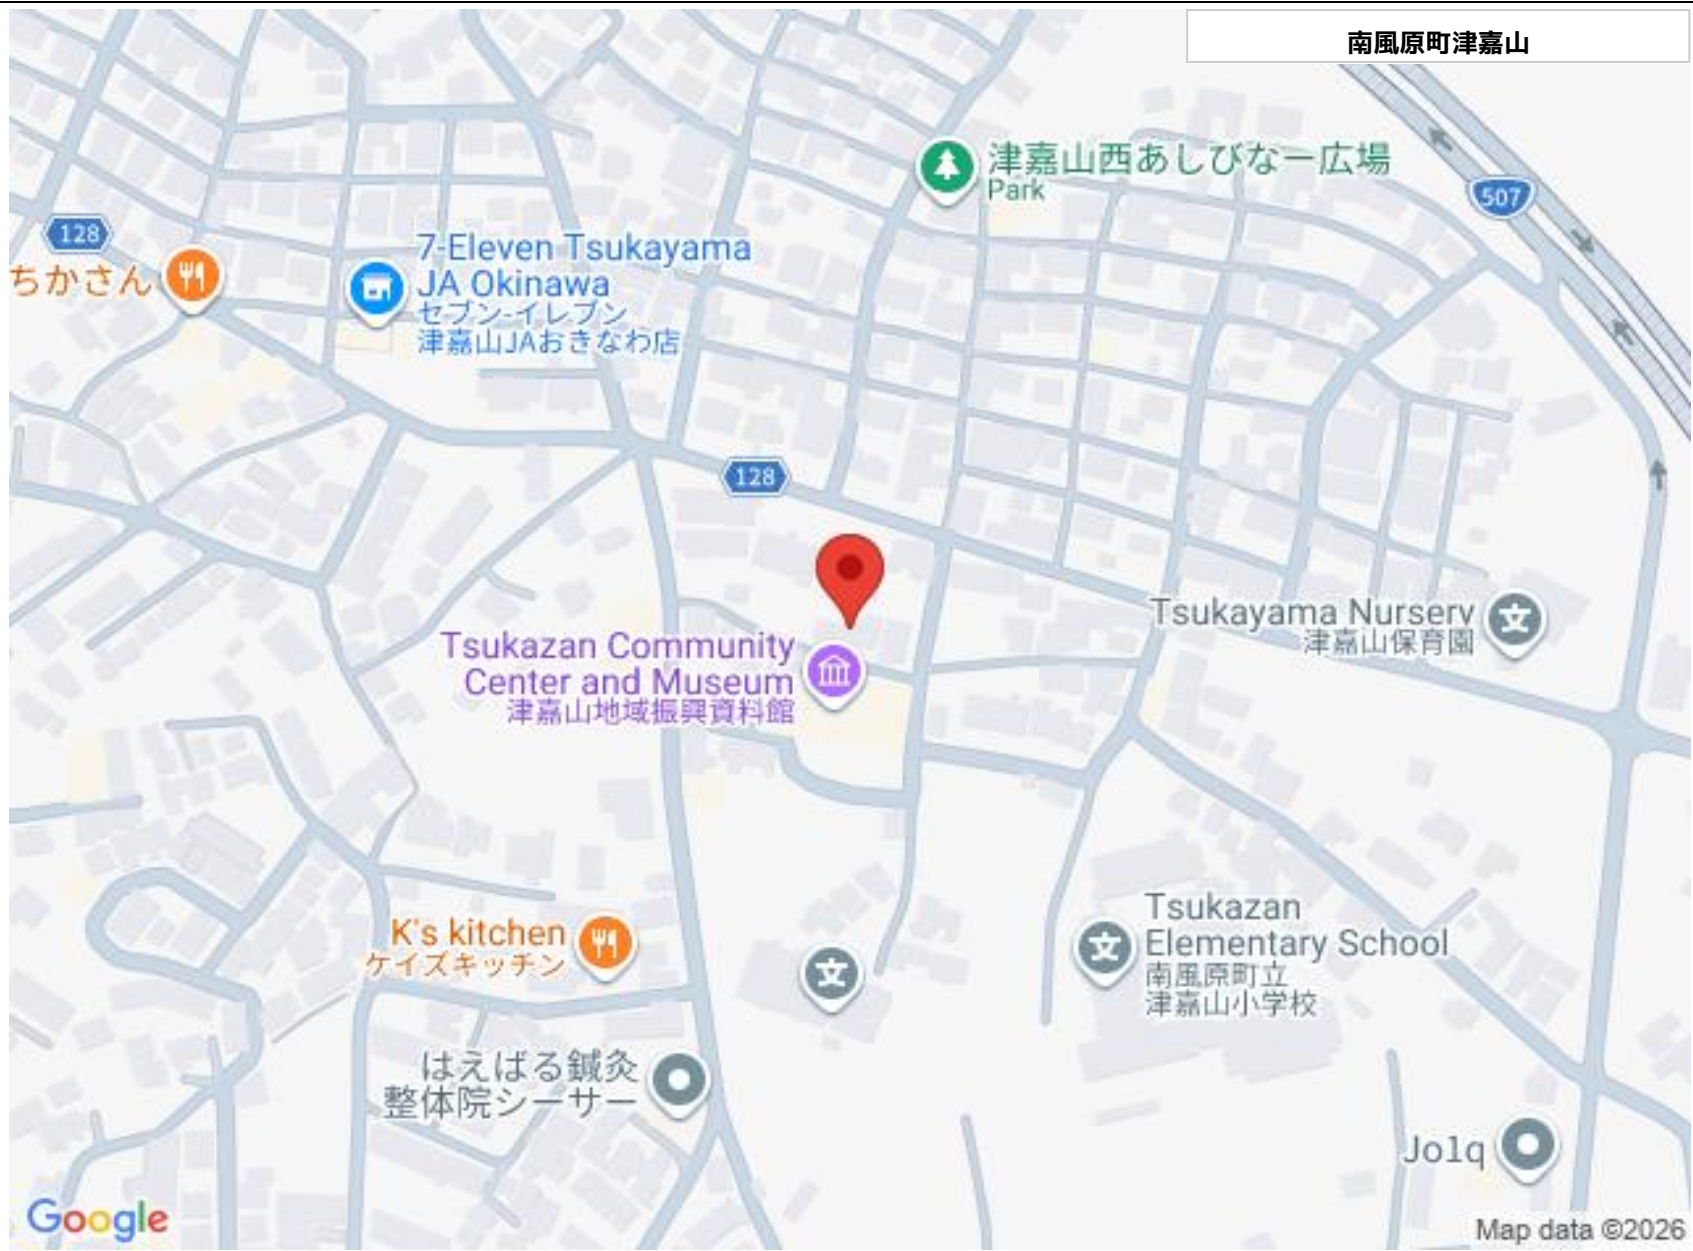 南風原町津嘉山
津嘉山西あしびなー広場
Park
507
128
ちかさん
7-Eleven Tsukayama
JA Okinawa
セブン-イレブン
津嘉山JAおきなわ店
128
Tsukayama Nurserv
津嘉山保育園
Tsukazan Community
Center and Museum
津嘉山地域振興資料館
K's kitchen
ケイズキッチン
文
文
文
Tsukazan
Elementary School
南風原町立
津嘉山小学校
はえばる鍼灸
整体院シーサー
Jo1q
Google
Map data ©2026